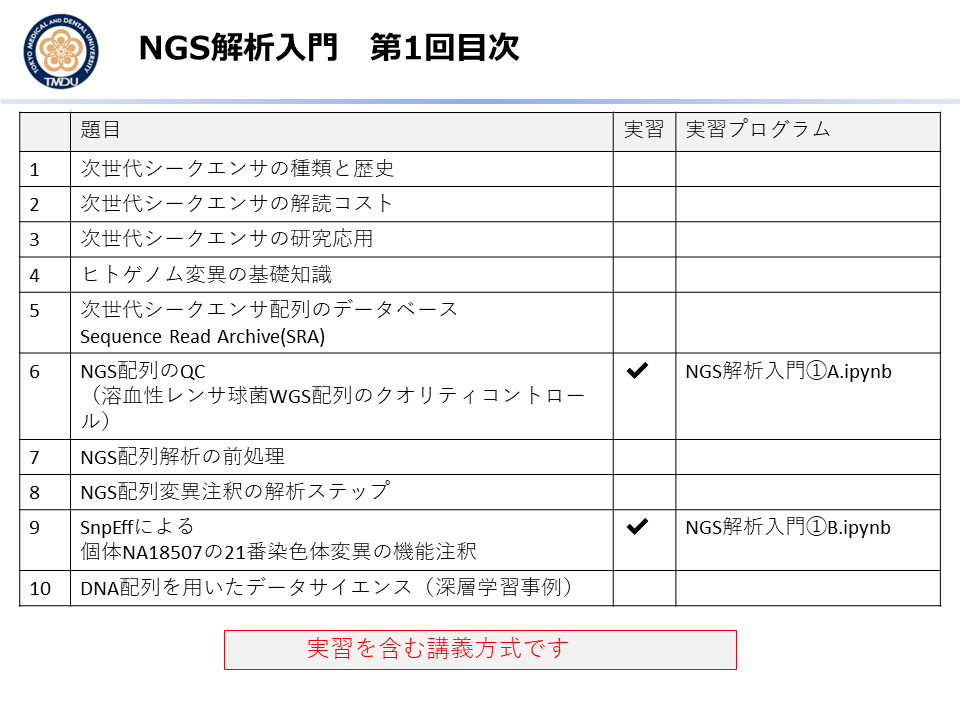 TOKYO MEDICAL AND DENTAL UNIVERSITY
TMDU
NGS解析入門　第1回目次
題目 実習 実習プログラム
1 次世代シークエンサの種類と歴史
2 次世代シークエンサの解読コスト
3 次世代シークエンサの研究応用
4 ヒトゲノム変異の基礎知識
5 次世代シークエンサ配列のデータベース
Sequence Read Archive(SRA)
6 NGS配列のQC ✔ NGS解析入門①A.ipynb
（溶血性レンサ球菌WGS配列のクオリティコントロー
ル）
7 NGS配列解析の前処理
8 NGS配列変異注釈の解析ステップ
9 SnpEffによる ✔ NGS解析入門①B.ipynb
個体NA18507の21番染色体変異の機能注釈
10 DNA配列を用いたデータサイエンス（深層学習事例）
実習を含む講義方式です